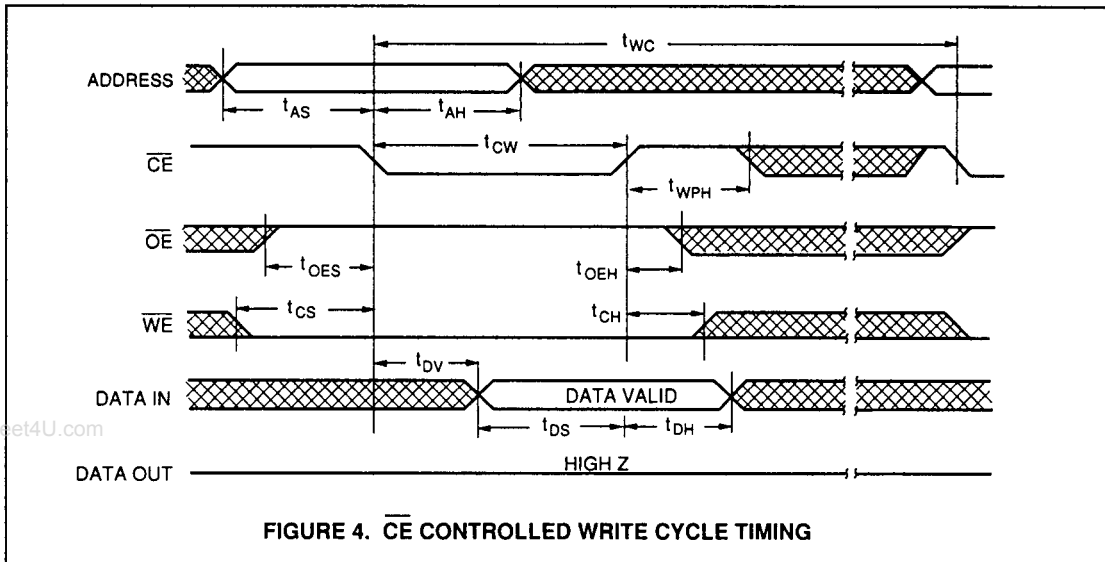 tWC
ADDRESS
tAS
tAH
tCW
CE
tWPH
OE
tOES
tOEH
tCS
WE
tCH
tDV
DATA IN
DATA VALID
tDS
tDH
eet4U.com
HIGH Z
DATA OUT
FIGURE 4. CE CONTROLLED WRITE CYCLE TIMING